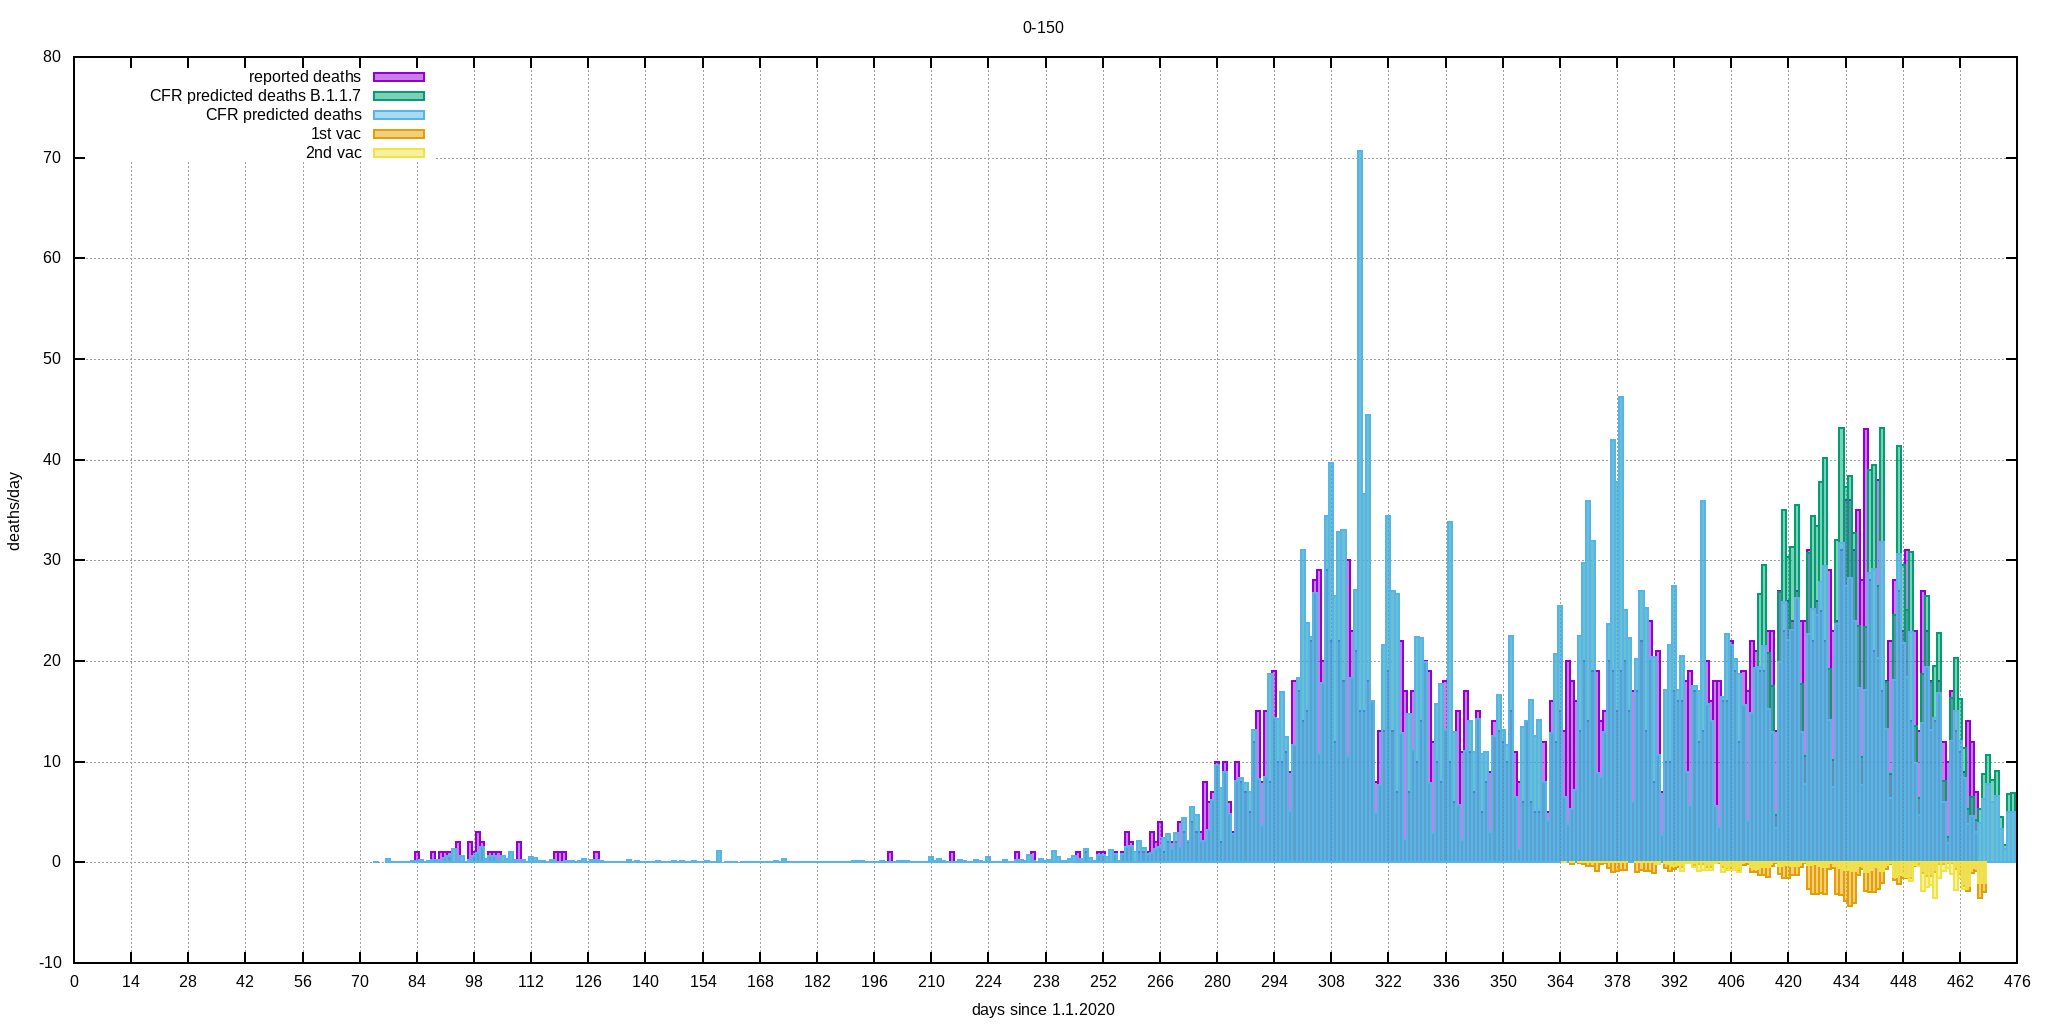 0-150
80
70
60
50
40
30
20
10
0
-10
deaths/day
reported deaths
CFR predicted deaths B.1.1.7
CFR predicted deaths
1st vac
2nd vac
0 14 28 42 56 70 84 98 112 126 140 154 168 182 196 210 224 238 252 266 280 294 308 322 336 350 364 378 392 406 420 434 448 462 476
days since 1.1.2020